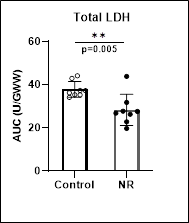 Total LDH
**
p=0.005
60
40
20
0
AUC (U/GWW)
Control NR